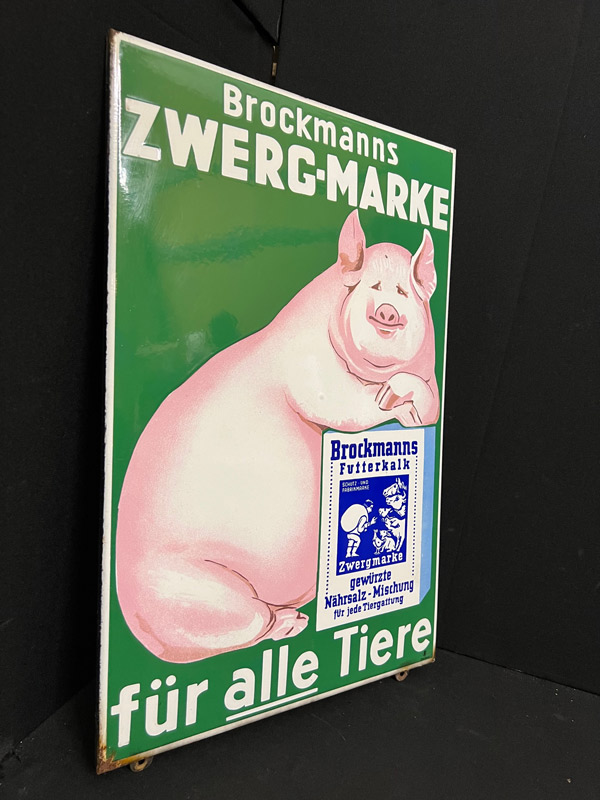 Brockmanns
ZWERG-MARKE
Brockmanns
Futterkalk
SCHUTZ- UND
FABRIKMARKE
Zwergmarke
gewürzte
Nährsalz-Mischung
für jede Tiergattung
für alle Tiere